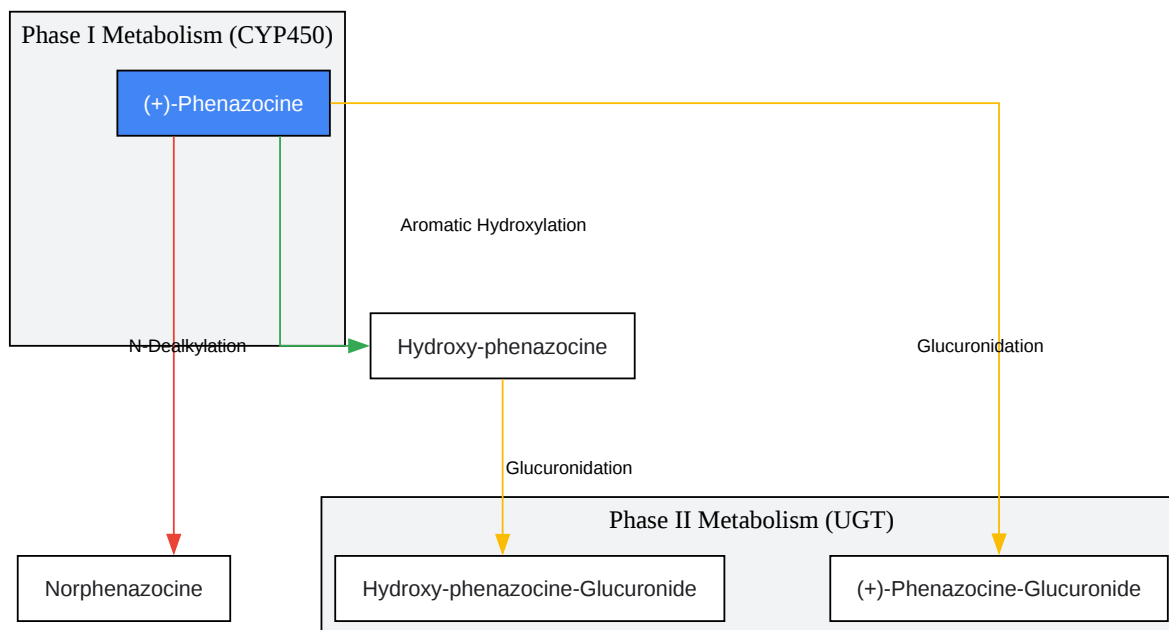 Phase I Metabolism (CYP450)
(+)-Phenazocine
Aromatic Hydroxylation
N-Dealkylation
Hydroxy-phenazocine
Glucuronidation
Glucuronidation
Phase II Metabolism (UGT)
Norphenazocine
Hydroxy-phenazocine-Glucuronide
(+)-Phenazocine-Glucuronide